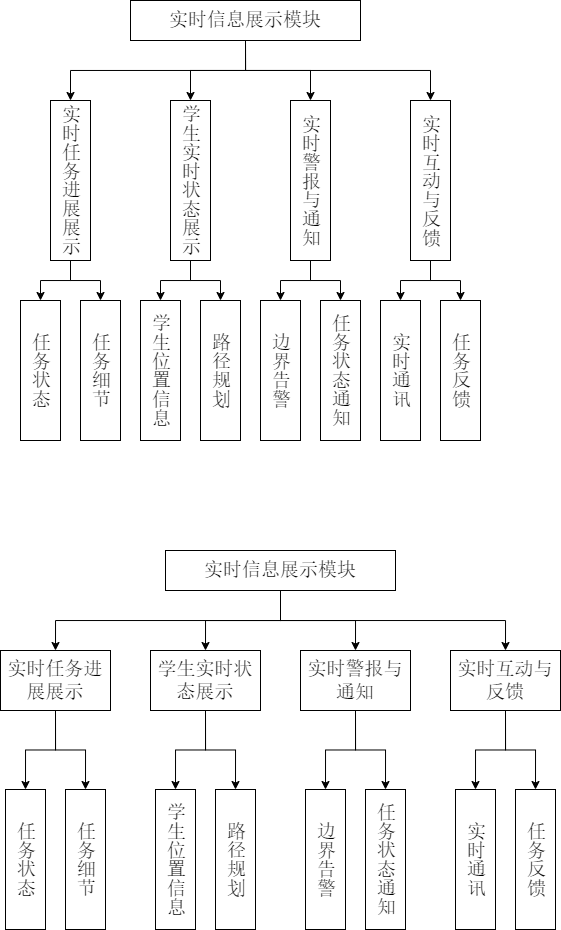 实时信息展示模块
实时任务进展展示
学生实时状态展示
实时警报与通知
实时互动与反馈
任务状态
任务细节
学生位置信息
路径规划
边界告警
任务状态通知
实时通讯
任务反馈
实时信息展示模块
实时任务进
展展示
学生实时状
态展示
实时警报与
通知
实时互动与
反馈
任务状态
任务细节
学生位置信息
路径规划
边界告警
任务状态通知
实时通讯
任务反馈